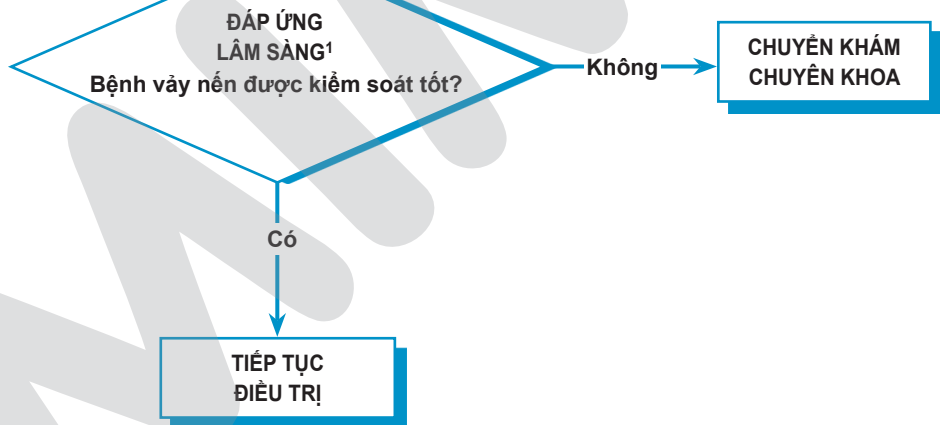 ĐÁP ỨNG
LÂM SÀNG¹
Bệnh vảy nến được kiểm soát tốt?
Không
CHUYỂN KHÁM
CHUYÊN KHOA
Có
TIẾP TỤC
ĐIỀU TRỊ